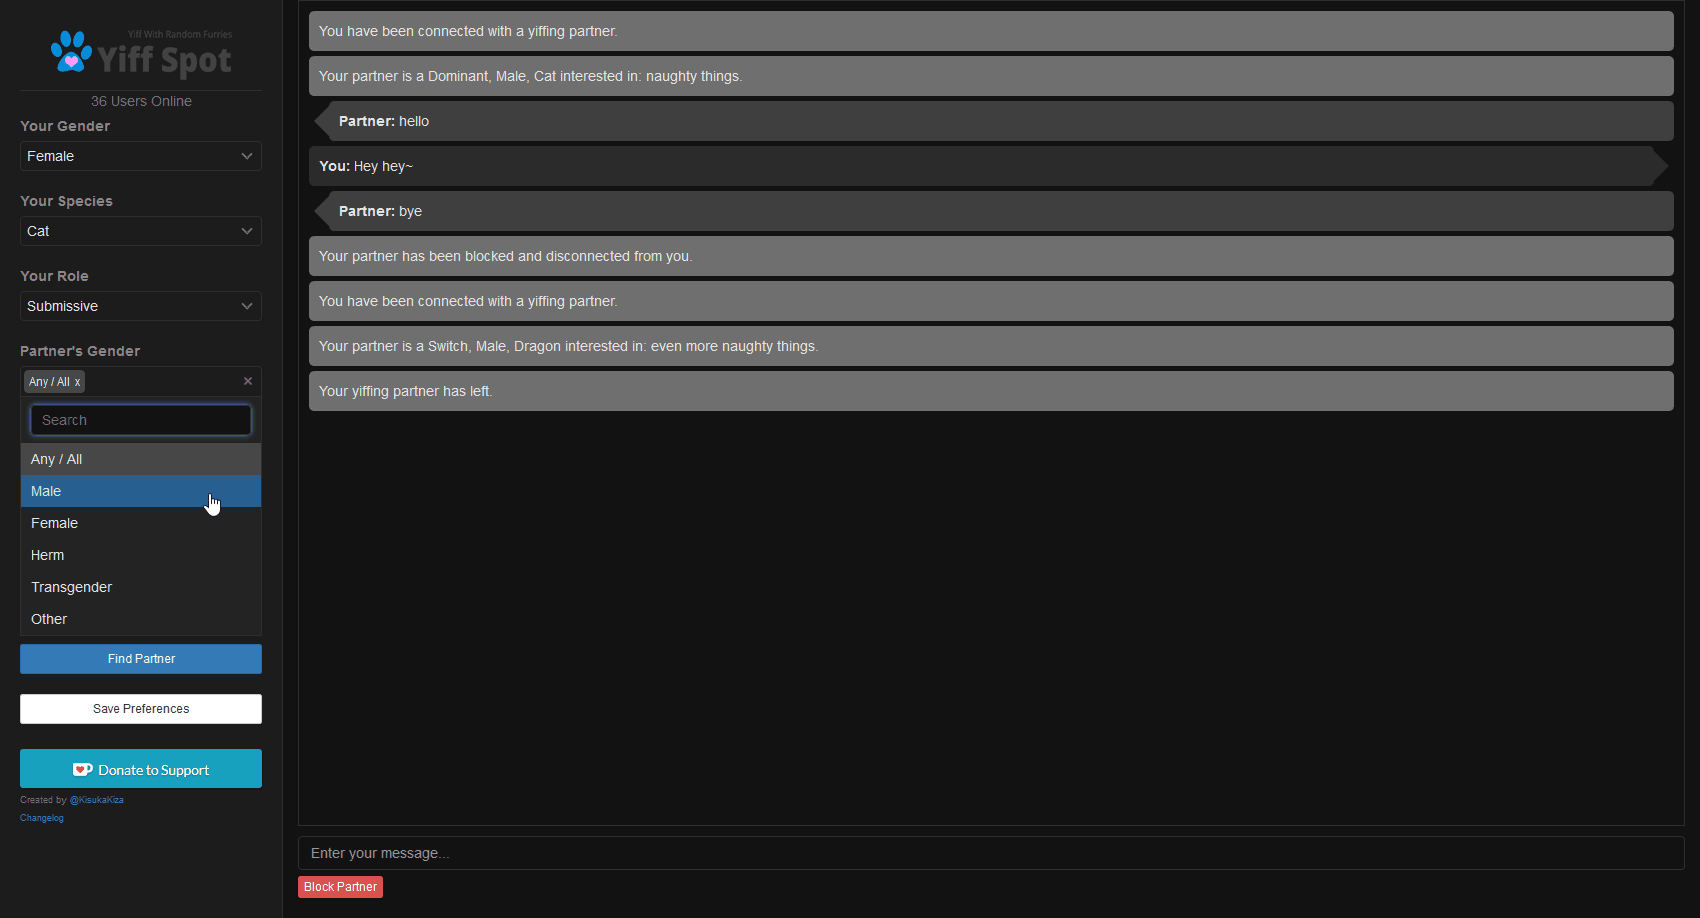 Yiff With Random Furries
Yiff Spot
36 Users Online
Your Gender
Female
Your Species
Cat
Your Role
Submissive
Partner's Gender
Any / All x
×
Search
Any / All
Male
Female
Herm
Transgender
Other
Find Partner
Save Preferences
Donate to Support
Created by @KisukaKiza
Changelog
You have been connected with a yiffing partner.
Your partner is a Dominant, Male, Cat interested in: naughty things.
Partner: hello
You: Hey hey~
Partner: bye
Your partner has been blocked and disconnected from you.
You have been connected with a yiffing partner.
Your partner is a Switch, Male, Dragon interested in: even more naughty things.
Your yiffing partner has left.
Enter your message...
Block Partner